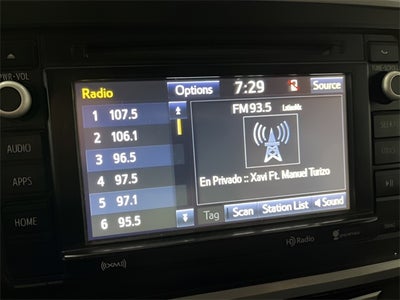 PWR·VOL
AUDIO
APPS
HOME
Radio Options 7:29 Source
1 107.5
2 106.1
3 96.5
4 97.5
5 97.1
6 95.5
FM 93.5
En Privado :: Xavi Ft. Manuel Turizo
Tag Scan Station List Sound
HD Radio